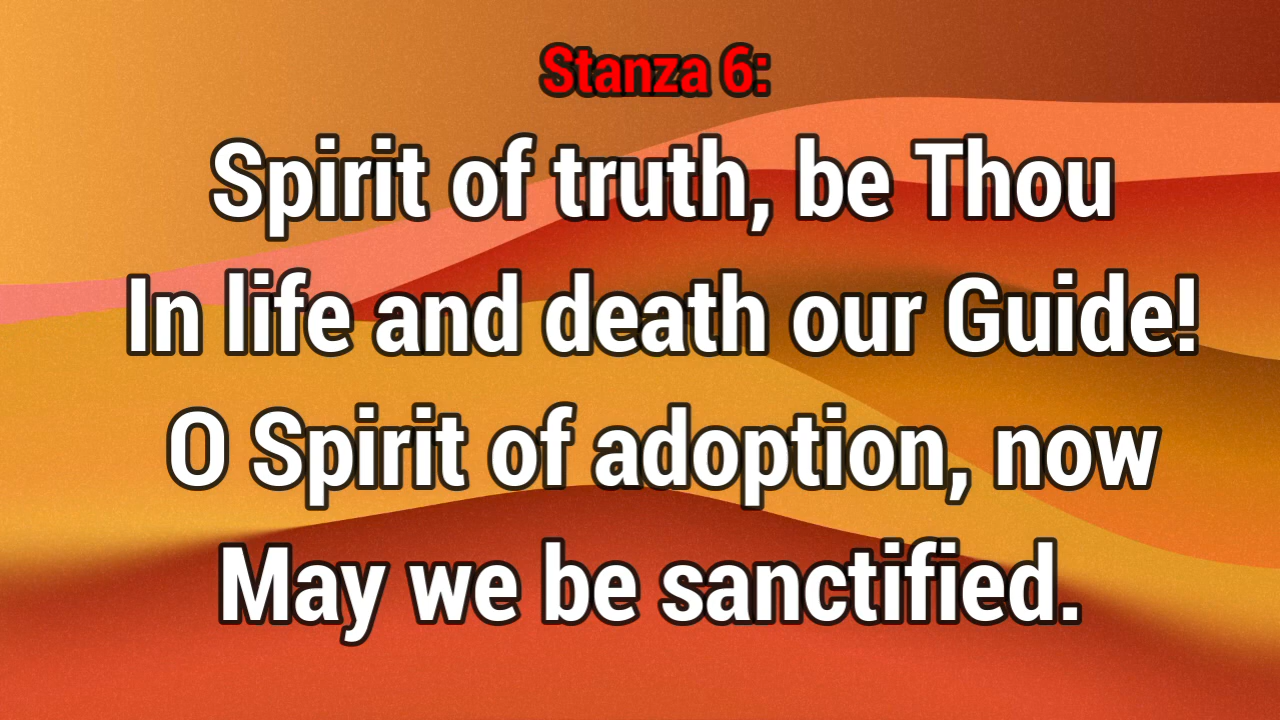 Stanza 6:
Spirit of truth, be Thou
In life and death our Guide!
O Spirit of adoption, now
May we be sanctified.